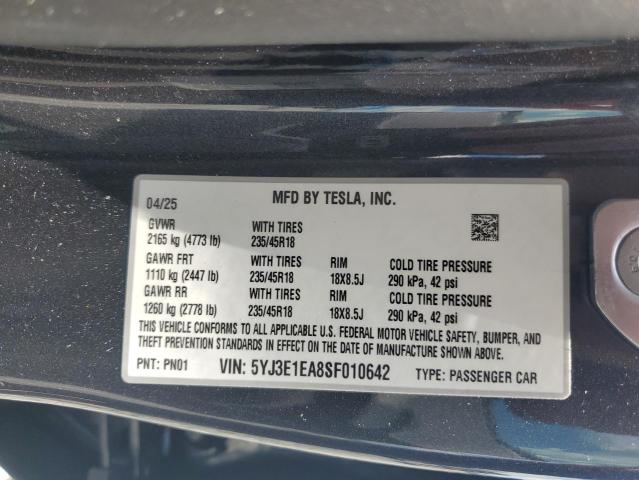 MFD BY TESLA, INC.
04/25
GVWR WITH TIRES
2165 kg (4773 lb) 235/45R18
GAWR FRT WITH TIRES RIM COLD TIRE PRESSURE
1110 kg (2447 lb) 235/45R18 18X8.5J 290 kPa, 42 psi
GAWR RR WITH TIRES RIM COLD TIRE PRESSURE
1260 kg (2778 lb) 235/45R18 18X8.5J 290 kPa, 42 psi
THIS VEHICLE CONFORMS TO ALL APPLICABLE U.S. FEDERAL MOTOR VEHICLE SAFETY, BUMPER, AND
THEFT PREVENTION STANDARDS IN EFFECT ON THE DATE OF MANUFACTURE SHOWN ABOVE.
PNT: PN01 VIN: 5YJ3E1EA8SF010642 TYPE: PASSENGER CAR